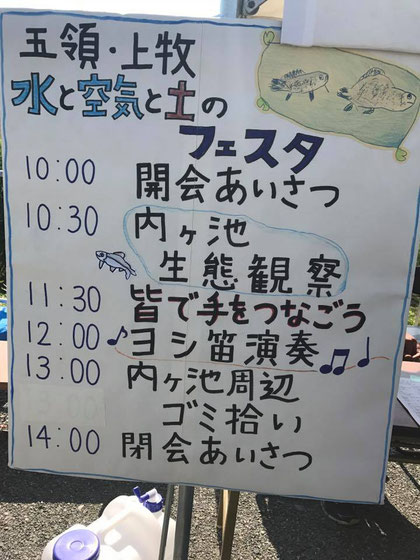 五領・上牧
水と空気と土の
フェスタ
10:00 開会あいさつ
10:30 内ヶ池
生態観察
11:30 皆で手をつなごう
12:00 ヨシ笛演奏
13:00 内ヶ池周辺
ゴミ拾い
14:00 閉会あいさつ